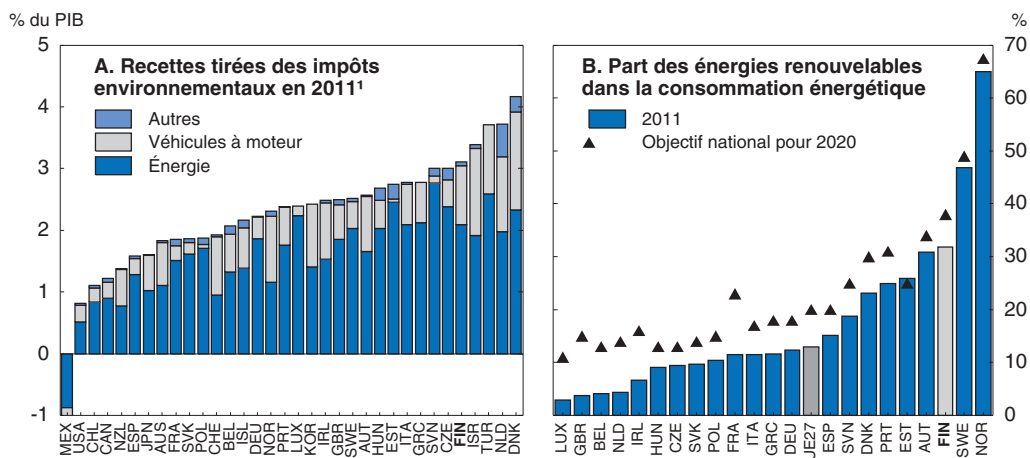 % du PIB
5
4
3
2
1
0
-1
A. Recettes tirées des impôts
environnementaux en 2011¹
Autres
Véhicules à moteur
Énergie
MEX USA CHL CAN NZL ESP JPN AUS FRA SVK POL CHE BEL ISL DEU NOR PRT LUX KOR IRL GBR SWE AUT HUN EST ITA GRC SVN CZE FIN ISR TUR NLD DNK
%
70
60
50
40
30
20
10
0
B. Part des énergies renouvelables
dans la consommation énergétique
2011
Objectif national pour 2020
LUX GBR BEL NLD IRL HUN CZE SVK POL FRA ITA GRC DEU JE27 ESP SVN DNK PRT EST AUT FIN SWE NOR